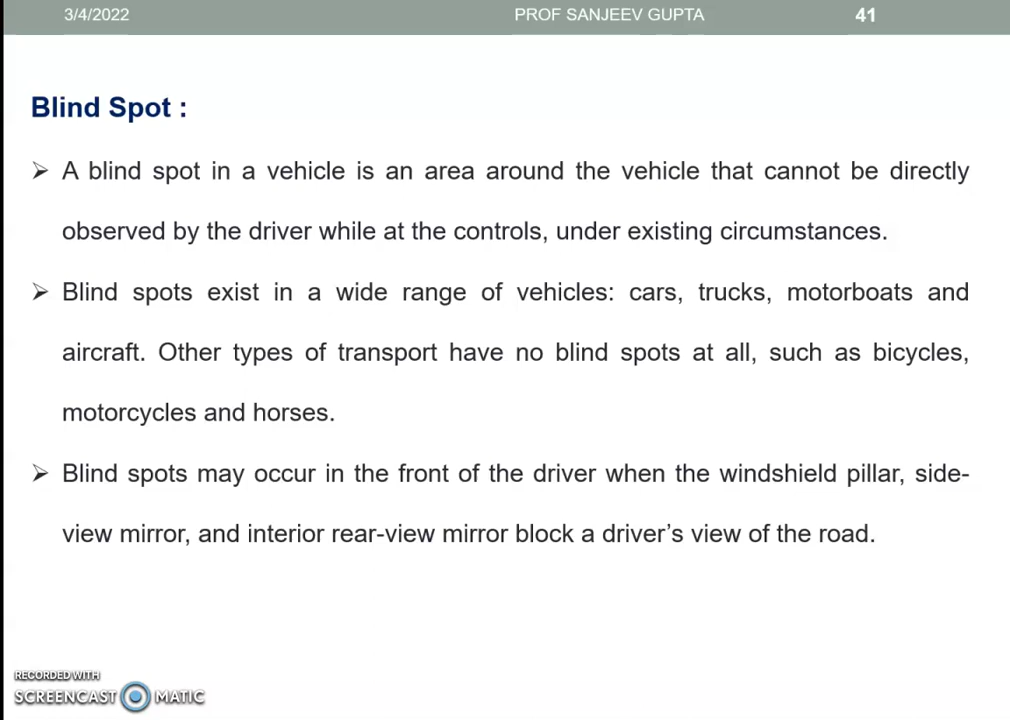 3/4/2022 PROF SANJEEV GUPTA 41
Blind Spot :
➢ A blind spot in a vehicle is an area around the vehicle that cannot be directly
observed by the driver while at the controls, under existing circumstances.
➢ Blind spots exist in a wide range of vehicles: cars, trucks, motorboats and
aircraft. Other types of transport have no blind spots at all, such as bicycles,
motorcycles and horses.
➢ Blind spots may occur in the front of the driver when the windshield pillar, side-
view mirror, and interior rear-view mirror block a driver’s view of the road.
RECORDED WITH
SCREENCAST MATIC